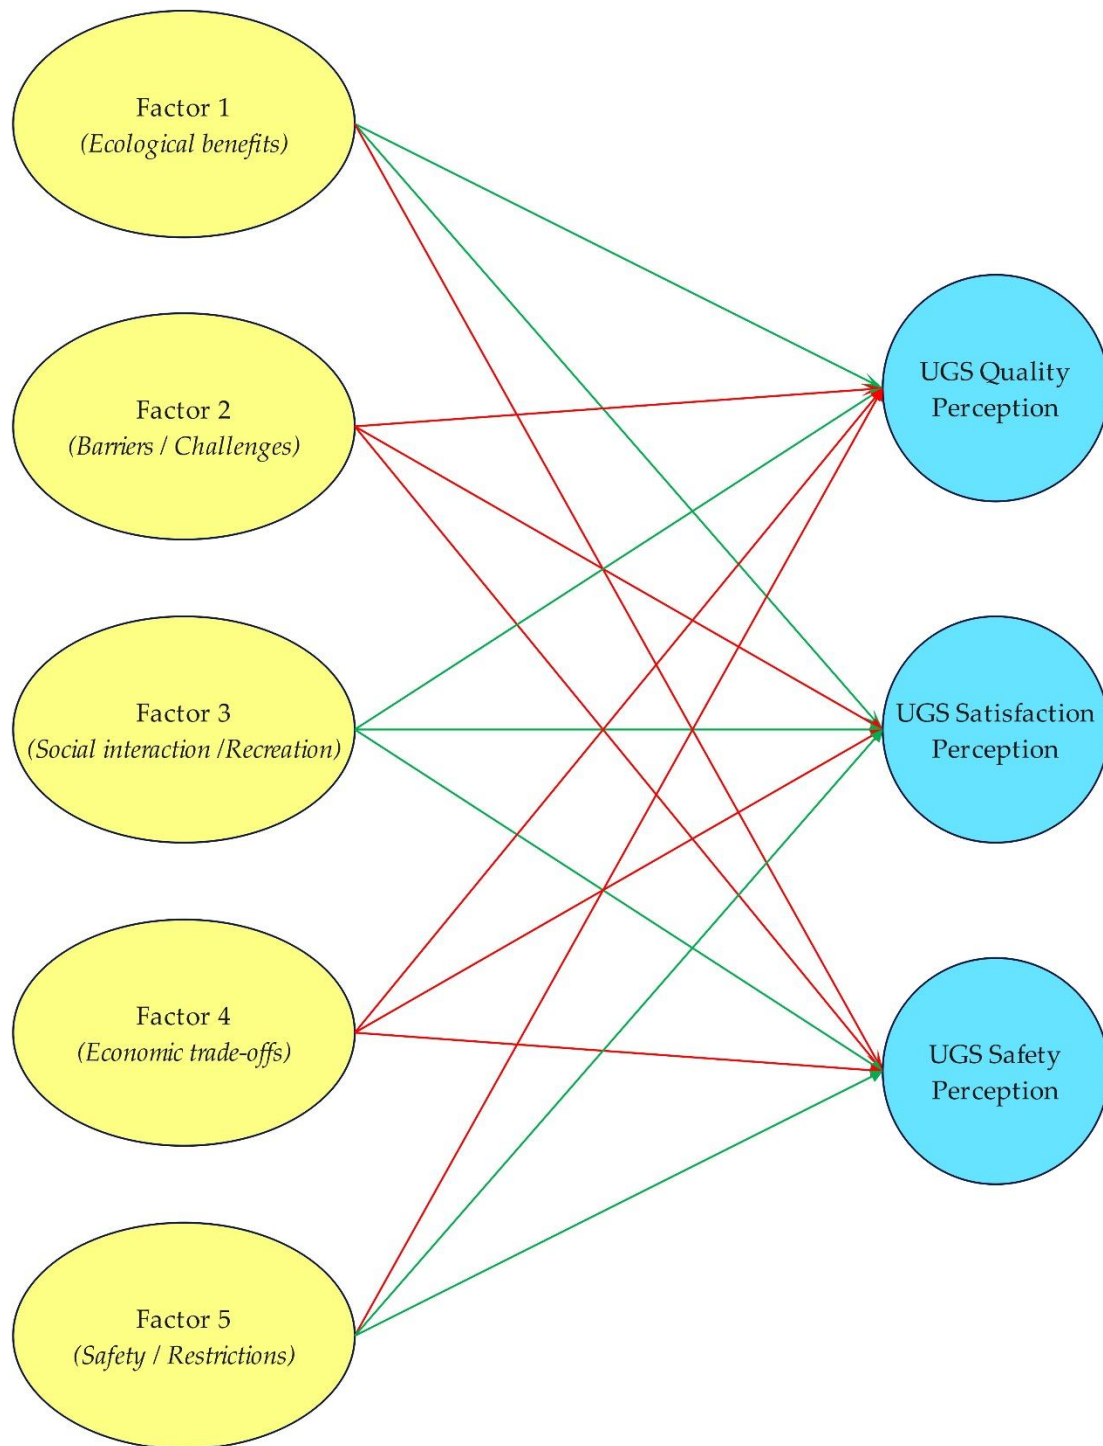 Factor 1
(Ecological benefits)
Factor 2
(Barriers / Challenges)
Factor 3
(Social interaction /Recreation)
Factor 4
(Economic trade-offs)
Factor 5
(Safety / Restrictions)
UGS Quality
Perception
UGS Satisfaction
Perception
UGS Safety
Perception